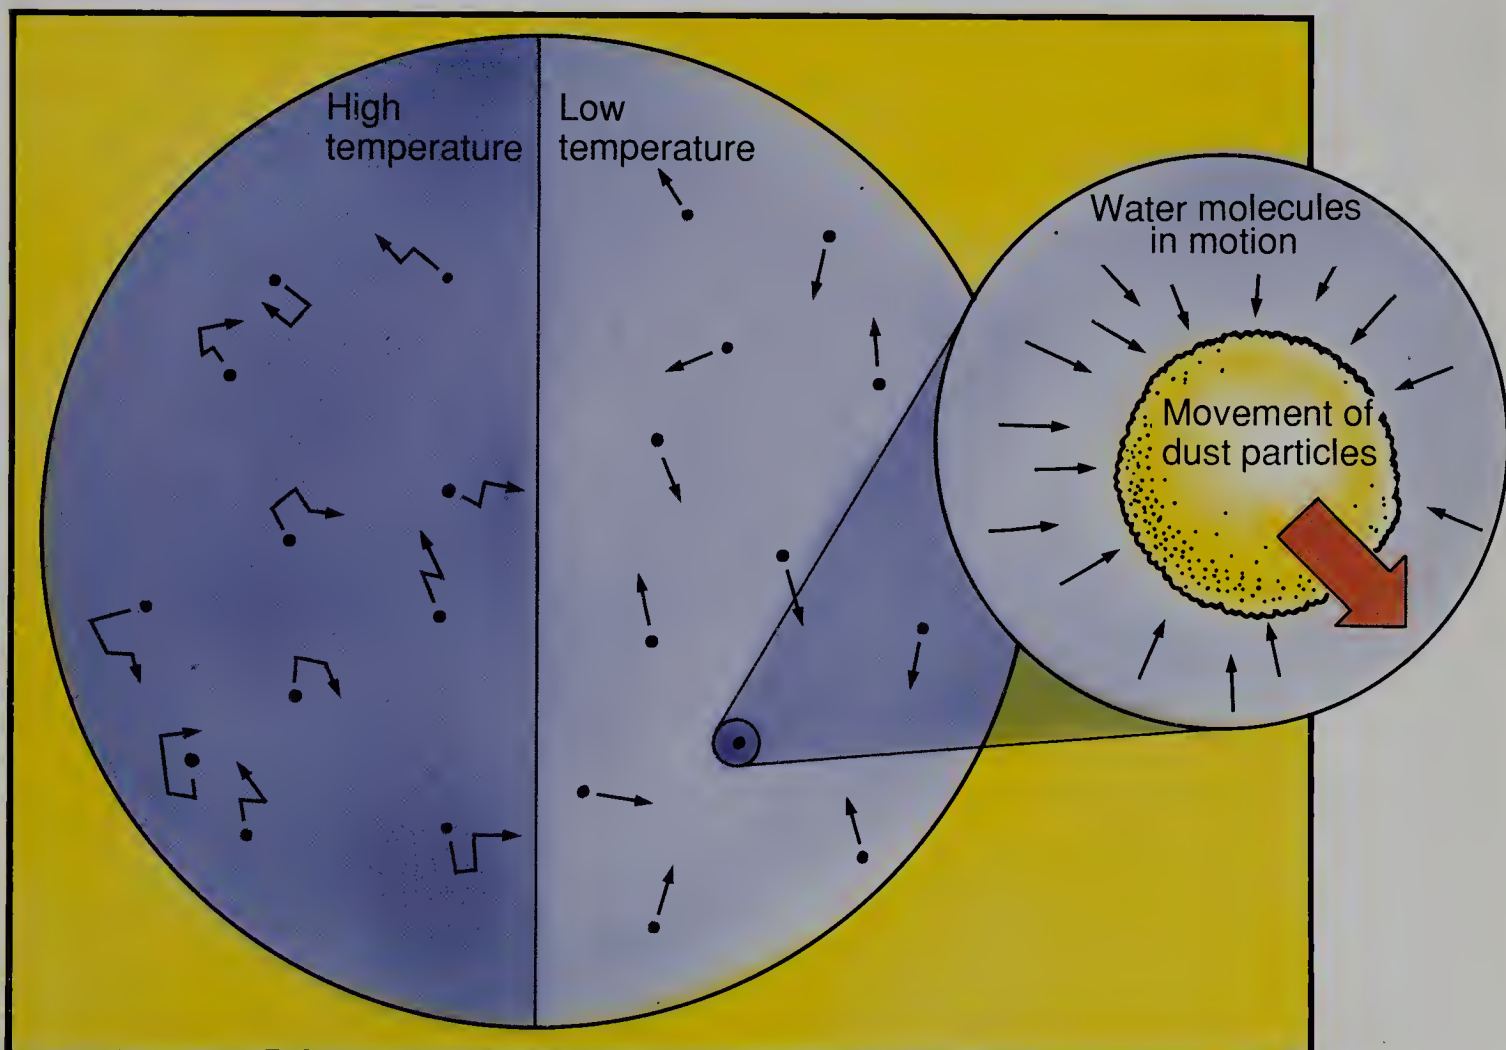 High
temperature
Low
temperature
Water molecules
in motion
Movement of
dust particles